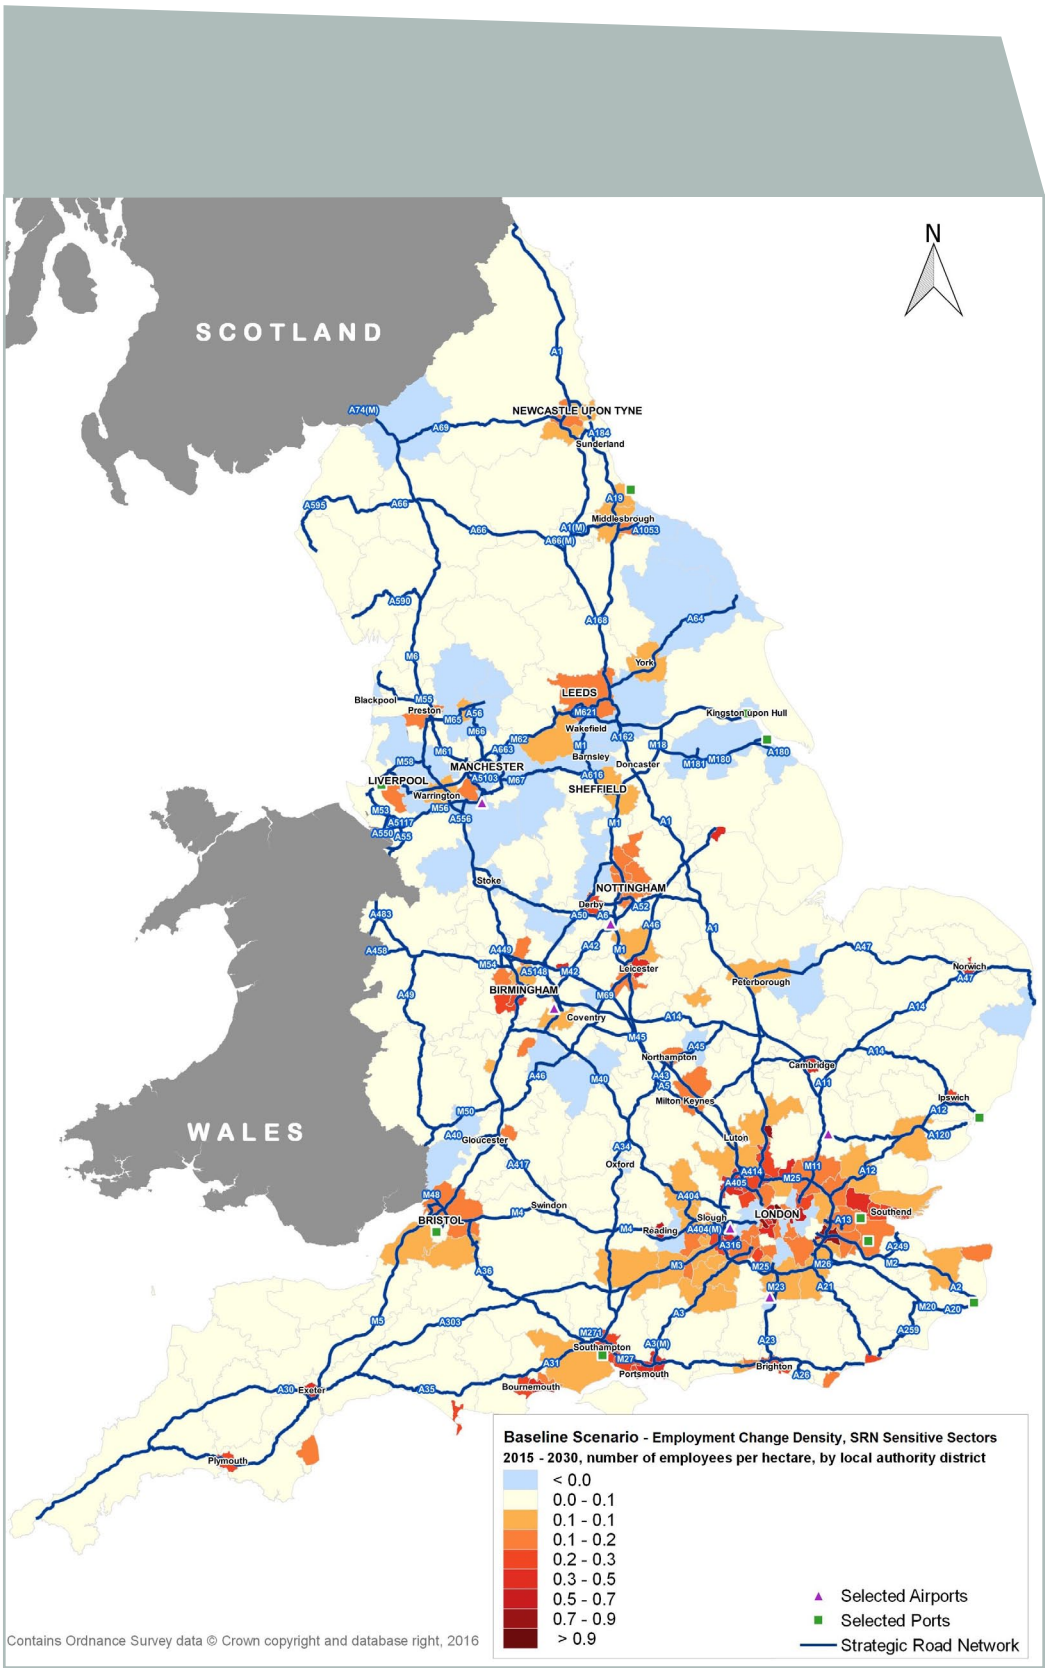 N
SCOTLAND
A1
A74(M)
NEWCASTLE UPON TYNE
A69
A184
Sunderland
A19
A595
A66
Middlesbrough
A66
A1(M)
A1053
A66(M)
A590
A168
A64
M6
York
LEEDS
Blackpool
M55
Preston
A56
M621
Kingston upon Hull
M65
M66
Wakefield
A162
M62
M1
M18
A663
M61
Barnsley
A180
M58
MANCHESTER
Doncaster
M181
M180
LIVERPOOL
A5103
M67
A616
Warrington
SHEFFIELD
M53
M56
A5117
A556
M1
A1
A550
A55
Stoke
NOTTINGHAM
Derby
A52
A483
A50
A6
A46
A1
A458
A449
A42
M1
A47
M54
A5148
M42
Leicester
Norwich
A47
Peterborough
BIRMINGHAM
A49
M69
A14
Coventry
A14
M45
A45
A14
Northampton
Cambridge
A46
M40
A43
A11
A5
Milton Keynes
Ipswich
M50
A12
WALES
A40
Gloucester
Luton
A120
A34
A417
Oxford
M11
A414
A12
A405
M25
M48
A404
Swindon
BRISTOL
M4
Slough
LONDON
Southend
M4
Reading
A404(M)
A13
A316
A249
M3
M25
M26
M2
A36
M23
A21
A2
M5
A303
A3
M20
A20
M271
A259
A3(M)
A23
Southampton
A31
M27
Brighton
A26
Portsmouth
A30
Exeter
A35
Bournemouth
Plymouth
Baseline Scenario - Employment Change Density, SRN Sensitive Sectors
2015 - 2030, number of employees per hectare, by local authority district
< 0.0
0.0 - 0.1
0.1 - 0.1
0.1 - 0.2
0.2 - 0.3
0.3 - 0.5
0.5 - 0.7
0.7 - 0.9
> 0.9
Selected Airports
Selected Ports
Strategic Road Network
Contains Ordnance Survey data © Crown copyright and database right, 2016